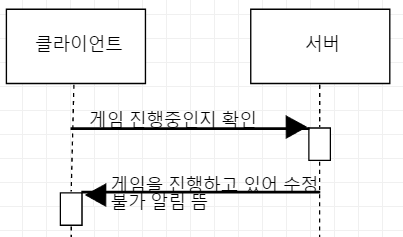 클라이언트
서버
게임 진행중인지 확인
게임을 진행하고 있어 수정
불가 알림 뜸